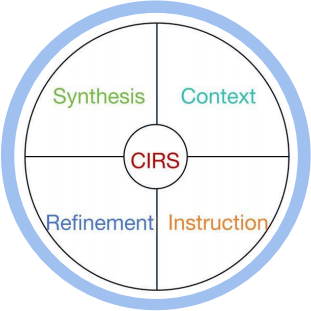 Synthesis
Context
CIRS
Refinement
Instruction